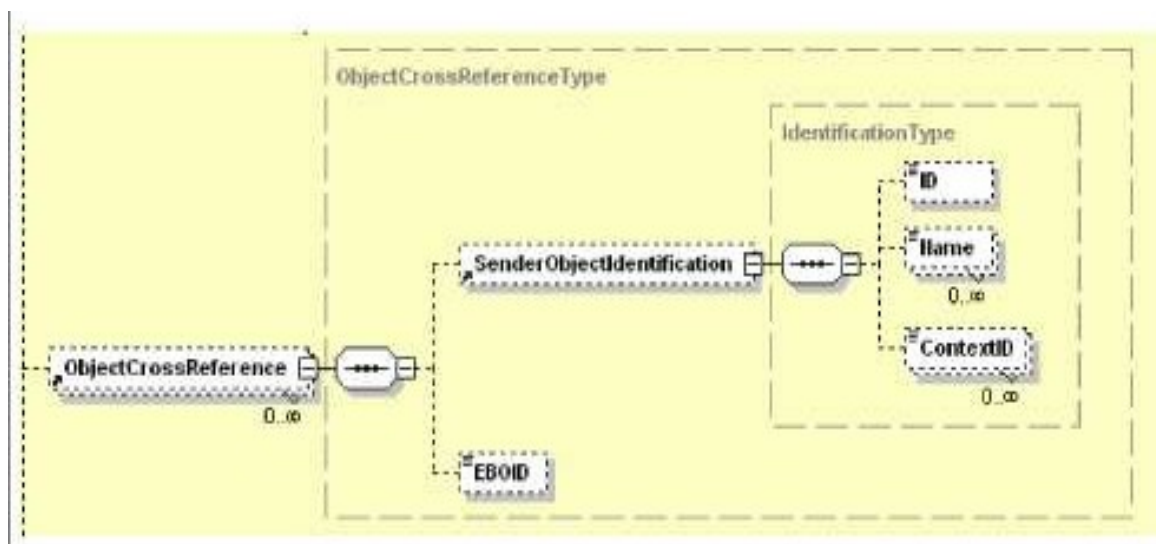 ObjectCrossReferenceType
IdentificationType
ID
Name
0..∞
SenderObjectIdentification
ContextID
0..∞
ObjectCrossReference
0..∞
EBOID